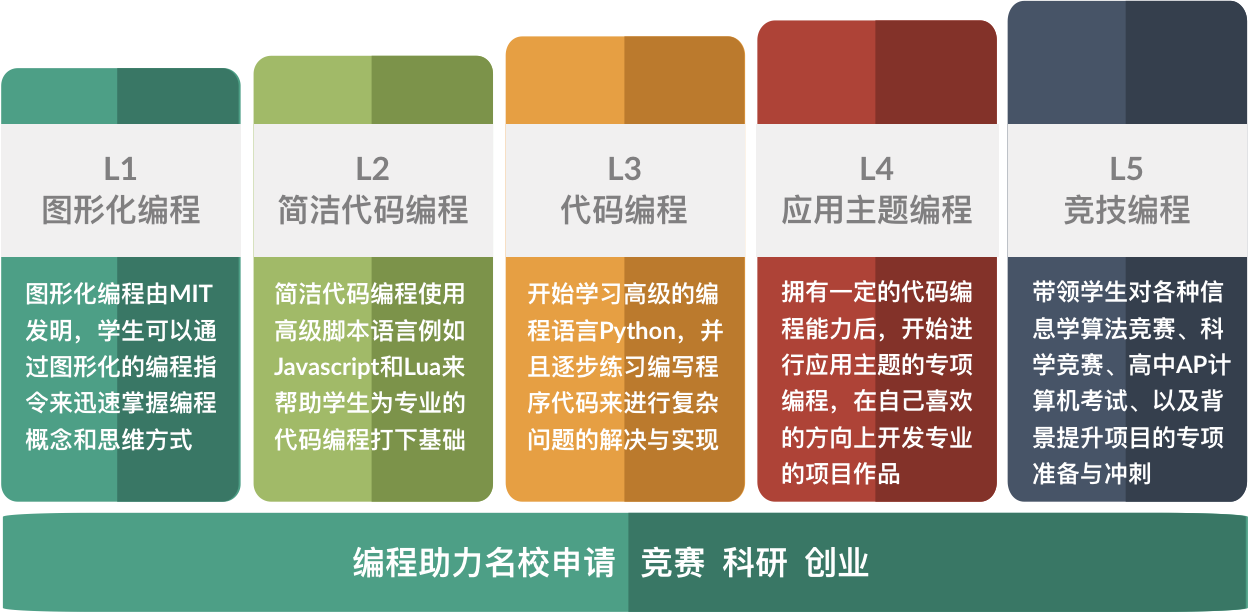 L1
图形化编程
图形化编程由MIT
发明，学生可以通
过图形化的编程指
令来迅速掌握编程
概念和思维方式
L2
简洁代码编程
简洁代码编程使用
高级脚本语言例如
Javascript和Lua来
帮助学生为专业的
代码编程打下基础
L3
代码编程
开始学习高级的编
程语言Python，并
且逐步练习编写程
序代码来进行复杂
问题的解决与实现
L4
应用主题编程
拥有一定的代码编
程能力后，开始进
行应用主题的专项
编程，在自己喜欢
的方向上开发专业
的项目作品
L5
竞技编程
带领学生对各种信
息学算法竞赛、科
学竞赛、高中AP计
算机考试、以及背
景提升项目的专项
准备与冲刺
编程助力名校申请 竞赛 科研 创业